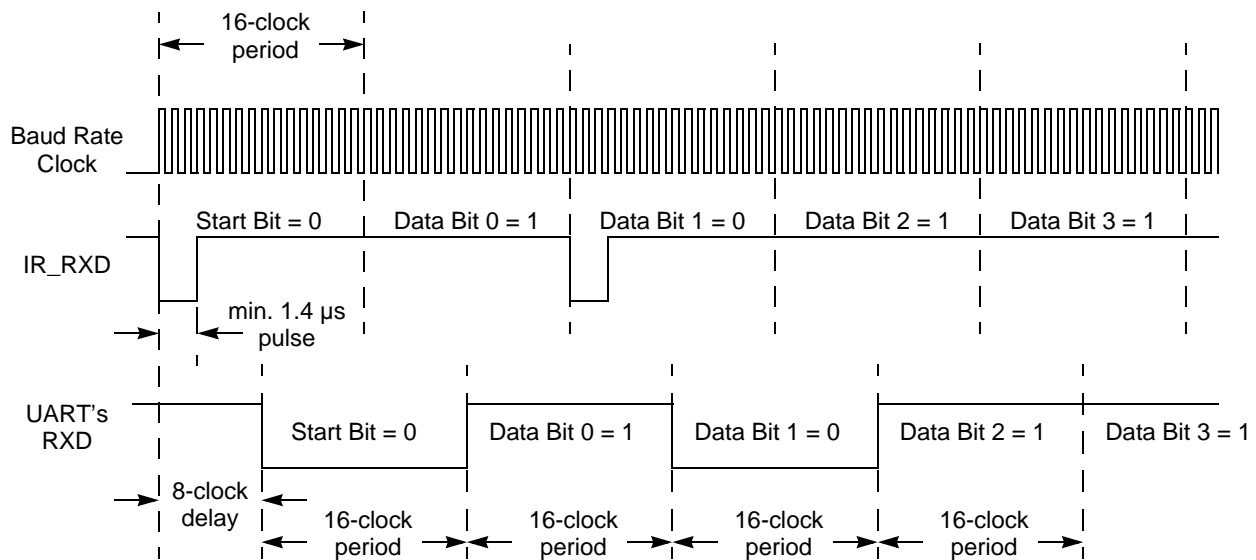 16-clock
period
Baud Rate
Clock
Start Bit = 0
Data Bit 0 = 1
Data Bit 1 = 0
Data Bit 2 = 1
Data Bit 3 = 1
IR_RXD
min. 1.4 µs
pulse
UART's
RXD
Start Bit = 0
Data Bit 0 = 1
Data Bit 1 = 0
Data Bit 2 = 1
Data Bit 3 = 1
8-clock
delay
16-clock
period
16-clock
period
16-clock
period
16-clock
period